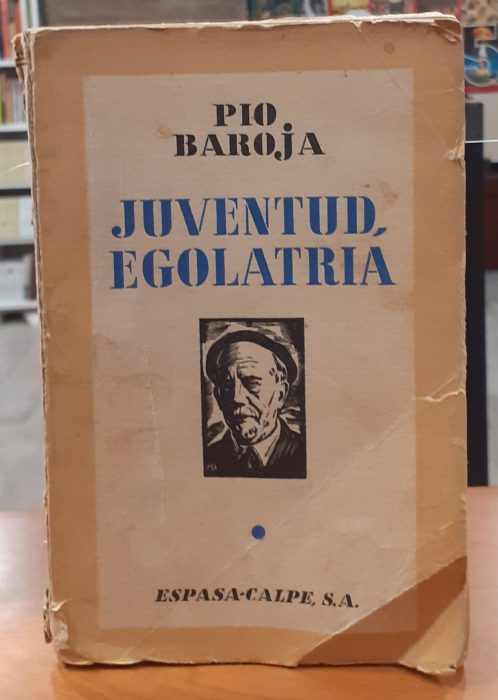 PIO
BAROJA
JUVENTUD,
EGOLATRIA
ESPASA-CALPE, S.A.